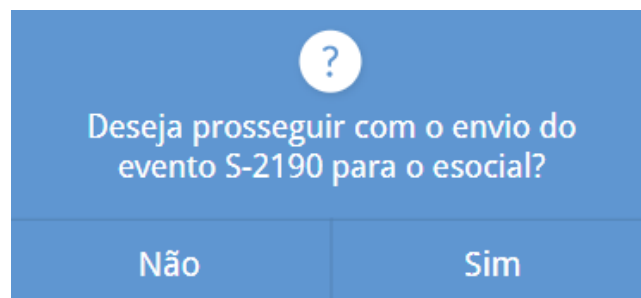 ?
Deseja prosseguir com o envio do
evento S-2190 para o esocial?
Não
Sim